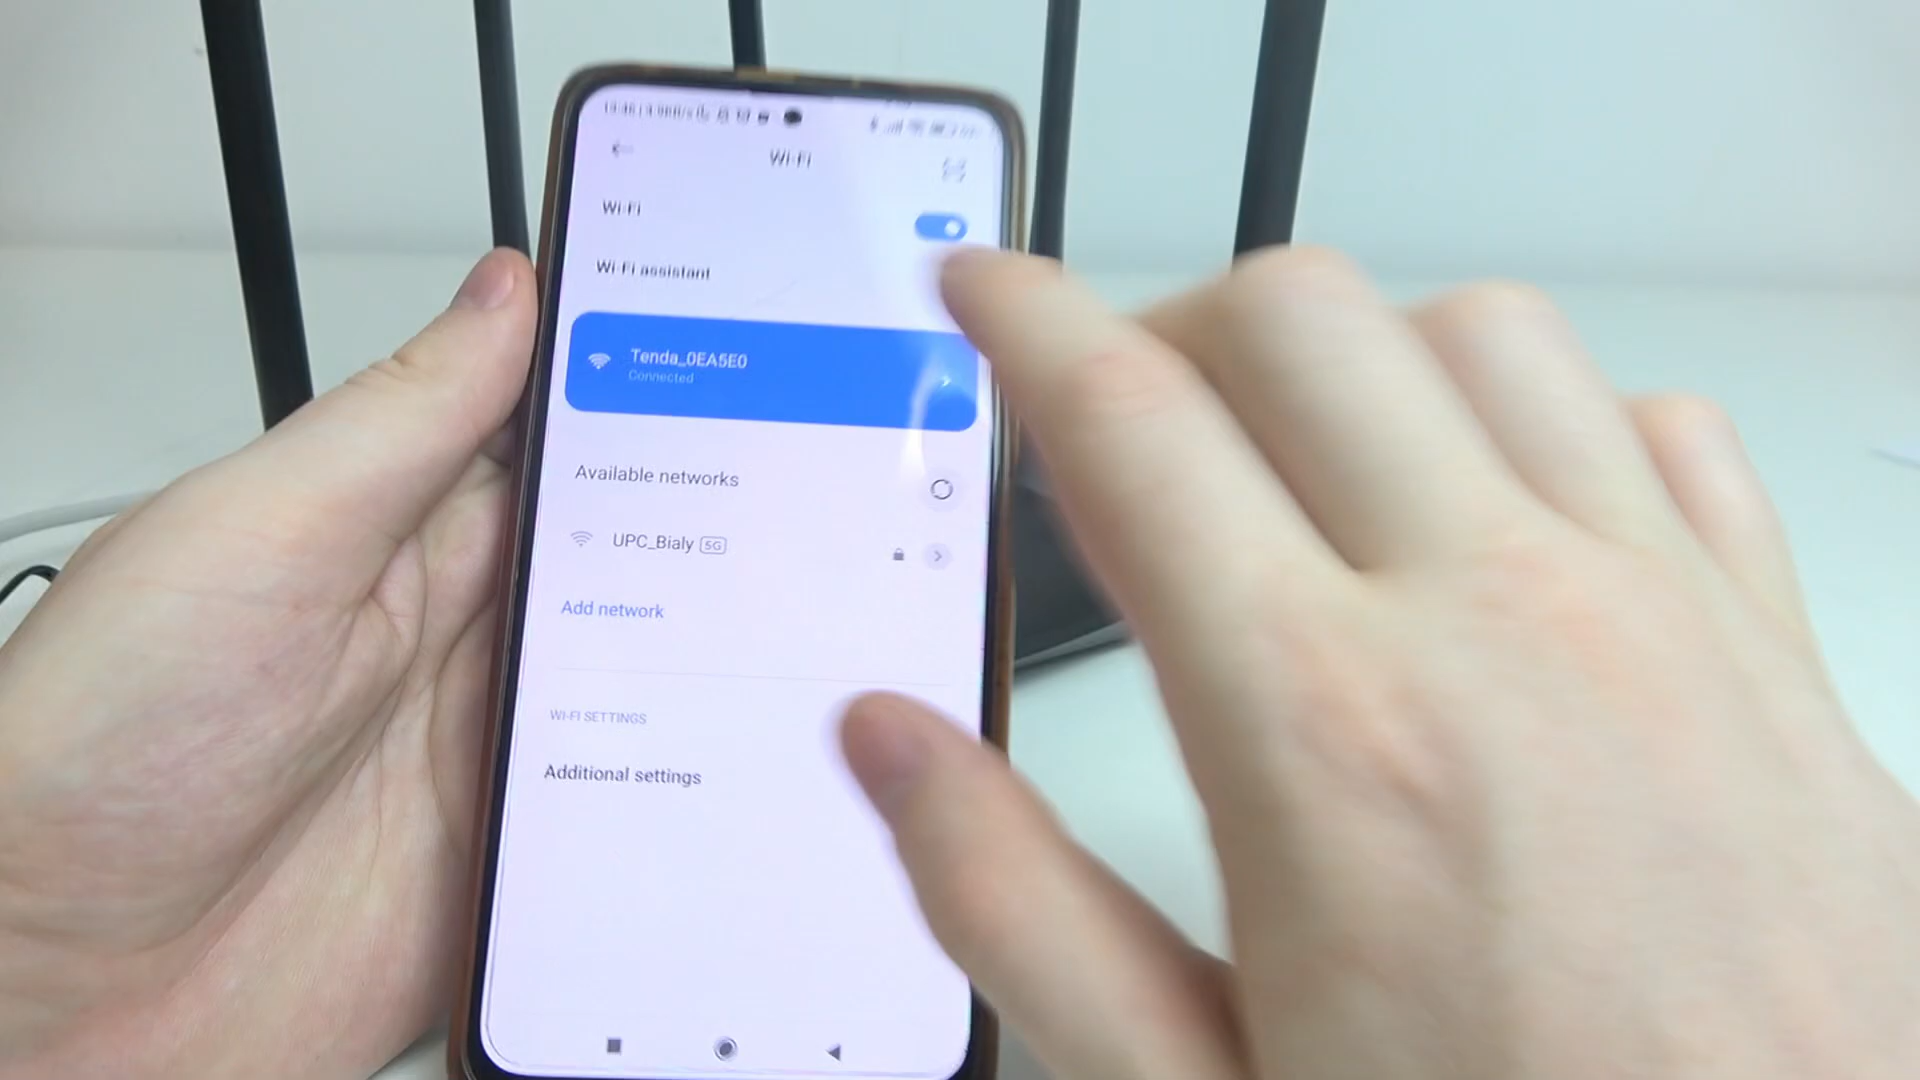 Wi-Fi
Wi-Fi
Wi-Fi assistant
Tenda_0EA5E0
Connected
Available networks
UPC_Bialy 5G
Add network
WI-FI SETTINGS
Additional settings